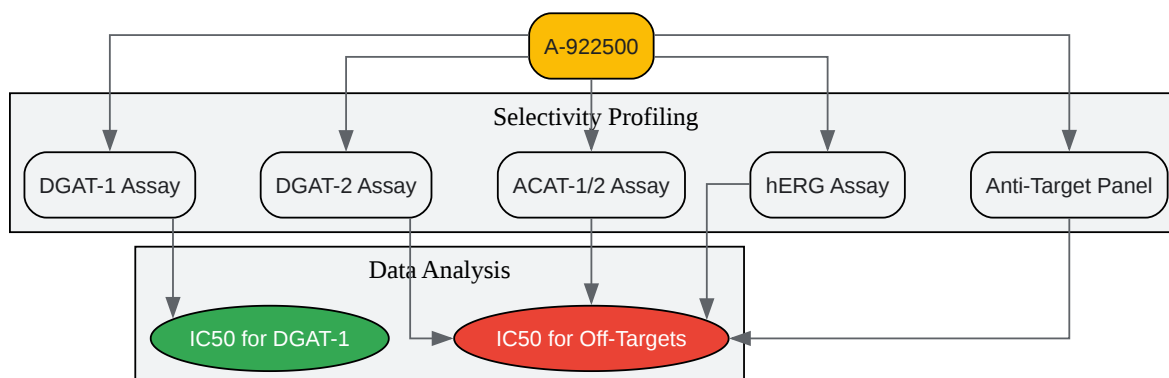 A-922500
Selectivity Profiling
DGAT-1 Assay
DGAT-2 Assay
ACAT-1/2 Assay
hERG Assay
Anti-Target Panel
Data Analysis
IC50 for DGAT-1
IC50 for Off-Targets